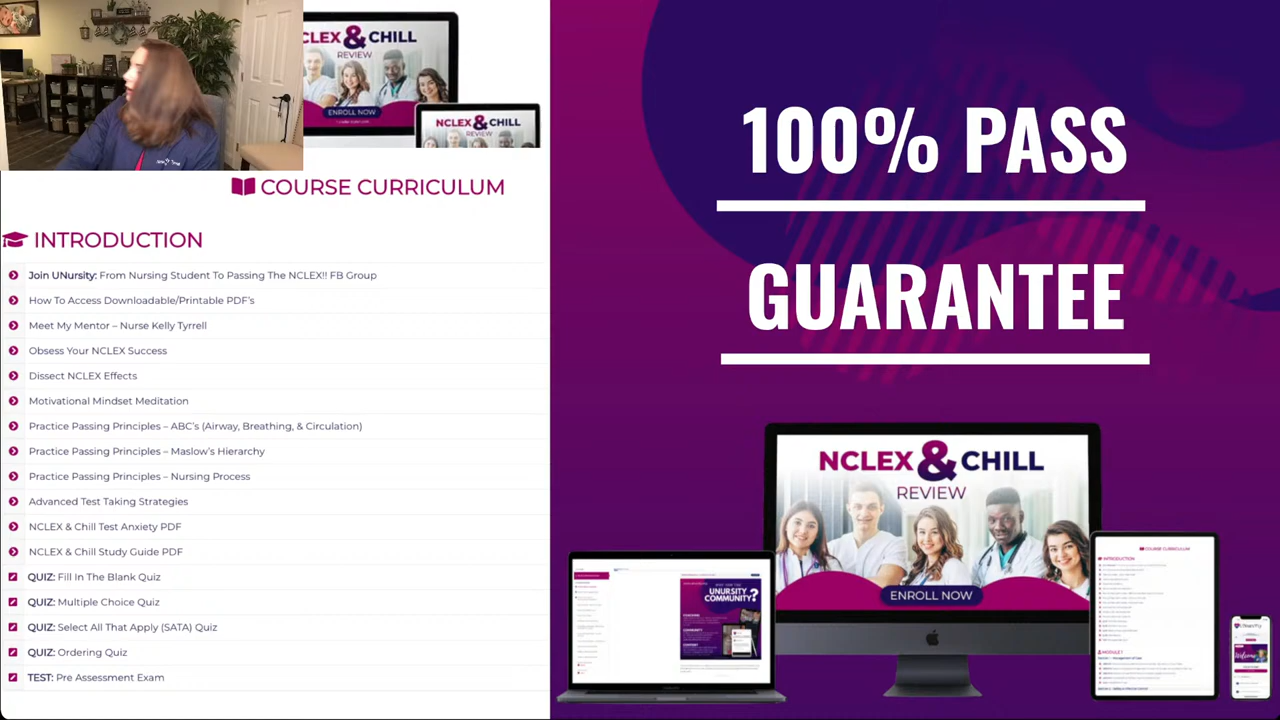 CLEX & CHILL
REVIEW
ENROLL NOW
NCLEX & CHILL
REVIEW
COURSE CURRICULUM
INTRODUCTION
Join UNursity: From Nursing Student To Passing The NCLEX!! FB Group
How To Access Downloadable/Printable PDF's
Meet My Mentor – Nurse Kelly Tyrrell
Obsess Your NCLEX Success
Dissect NCLEX Effects
Motivational Mindset Meditation
Practice Passing Principles – ABC's (Airway, Breathing, & Circulation)
Practice Passing Principles – Maslow's Hierarchy
Practice Passing Principles – Nursing Process
Advanced Test Taking Strategies
NCLEX & Chill Test Anxiety PDF
NCLEX & Chill Study Guide PDF
QUIZ: Fill In The Blank Quiz
QUIZ: Multiple Choice Quiz
QUIZ: Select All That Apply (SATA) Quiz
QUIZ: Ordering Quiz
TEST: Pre Assessment Exam
100% PASS
GUARANTEE
NCLEX & CHILL
REVIEW
ENROLL NOW
UNURSITY
COMMUNITY?
COURSE CURRICULUM
INTRODUCTION
MODULE 1
Welcome